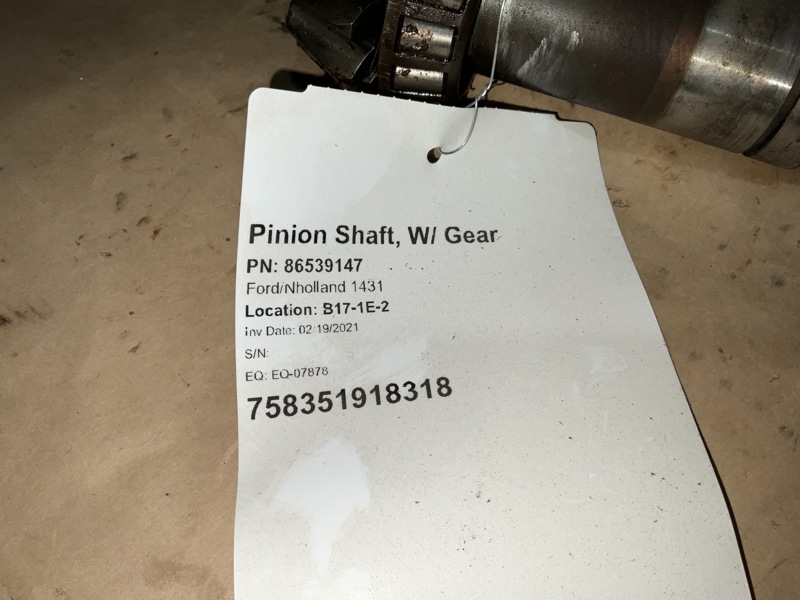 Pinion Shaft, W/ Gear
PN: 86539147
Ford/Nholland 1431
Location: B17-1E-2
Inv Date: 02/19/2021
S/N:
EQ: EQ-07878
758351918318